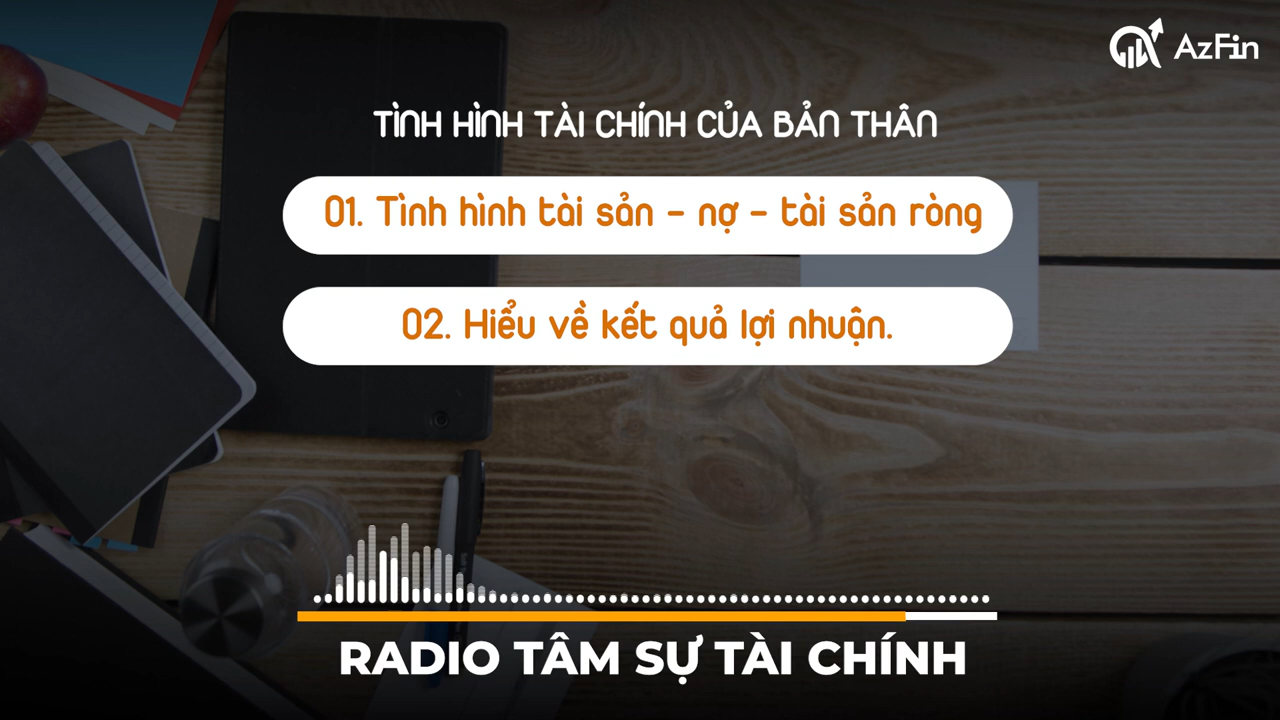 AzFin
TÌNH HÌNH TÀI CHÍNH CỦA BẢN THÂN
01. Tình hình tài sản - nợ - tài sản ròng
02. Hiểu về kết quả lợi nhuận.
RADIO TÂM SỰ TÀI CHÍNH